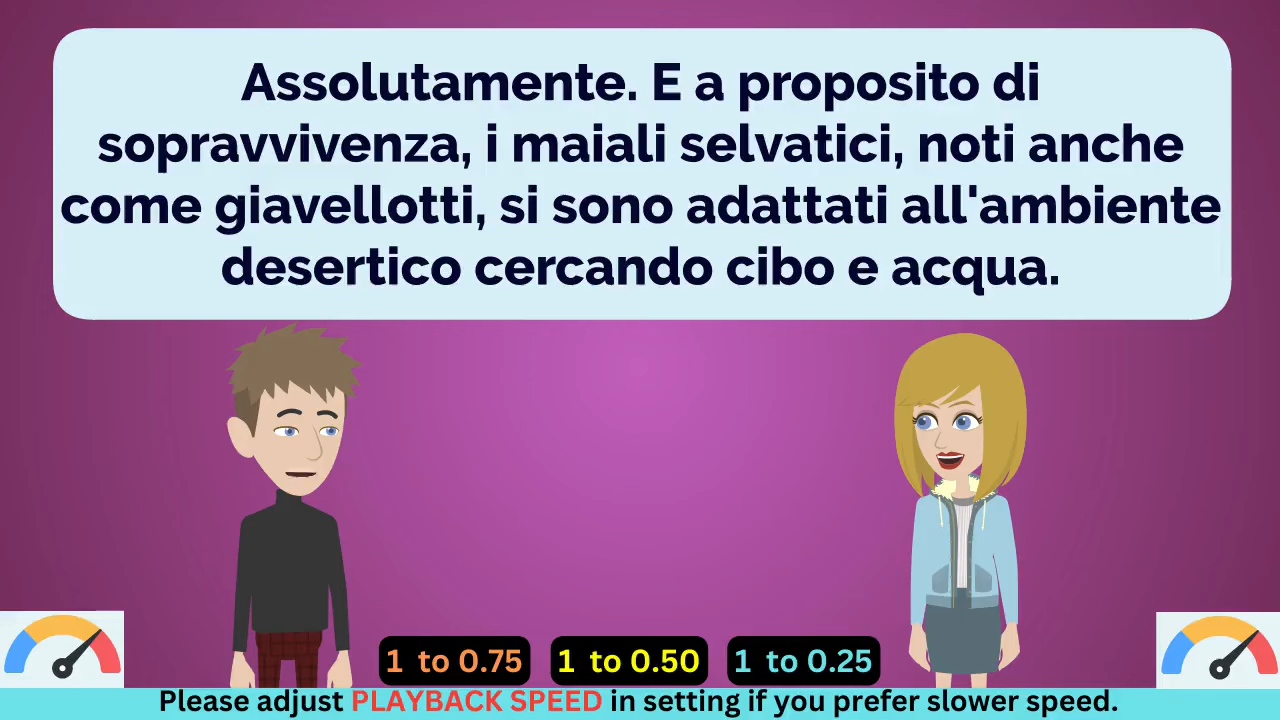 Assolutamente. E a proposito di
sopravvivenza, i maiali selvatici, noti anche
come giavellotti, si sono adattati all'ambiente
desertico cercando cibo e acqua.
1 to 0.75
1 to 0.50
1 to 0.25
Please adjust PLAYBACK SPEED in setting if you prefer slower speed.